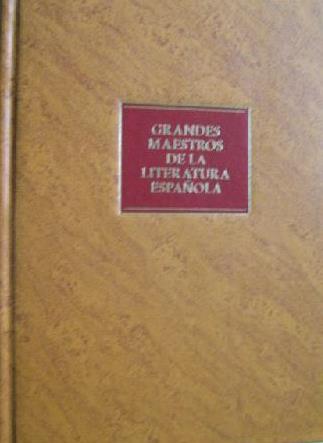 GRANDES
MAESTROS
DE LA
LITERATURA
ESPAÑOLA